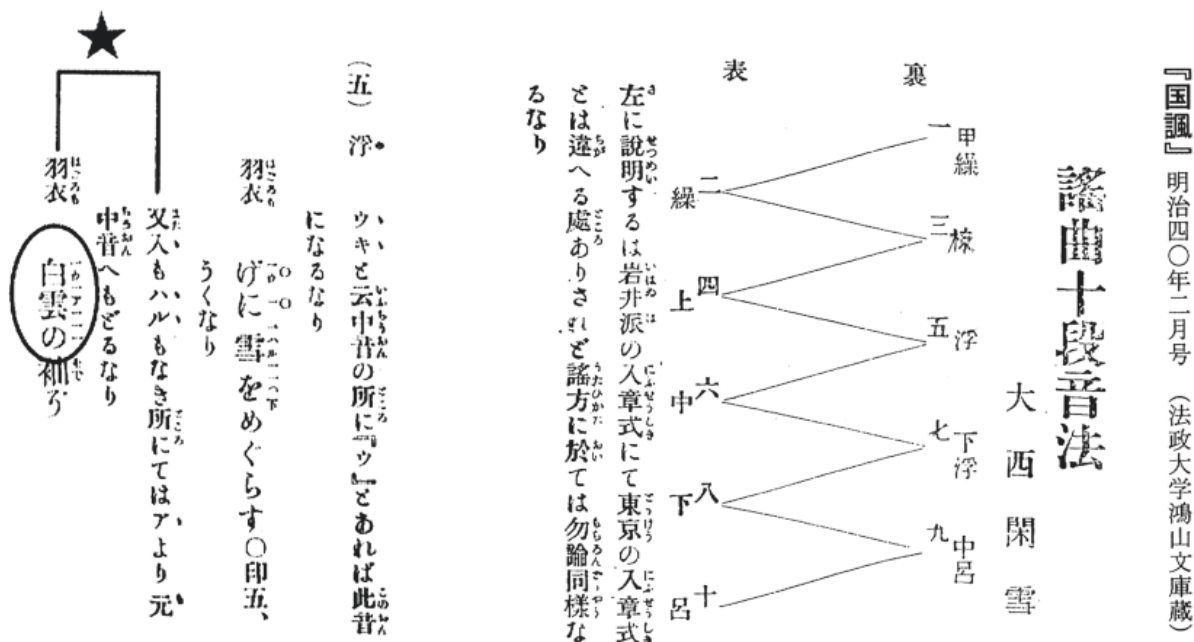 『国諷』 明治四〇年二月号 (法政大学鴻山文庫蔵)
謡曲十段音法
大西閑雪
裏
一 甲繰
三 椋
五 浮
七 下浮
九 中呂
表
二 繰
四 上
六 中
八 下
十 呂
左に説明するは岩井派の入章式にて東京の入章式
とは違へる處ありされど謡方に於ては勿論同様な
るなり
(五) 浮 ウキと云中音の所に『ウ』とあれば此音
になるなり
羽衣 げに雪をめぐらす〇印五、
うくなり
又入もハルもなき所にてはアより元
中音へもどるなり
羽衣 白雲の袖ぞ
★